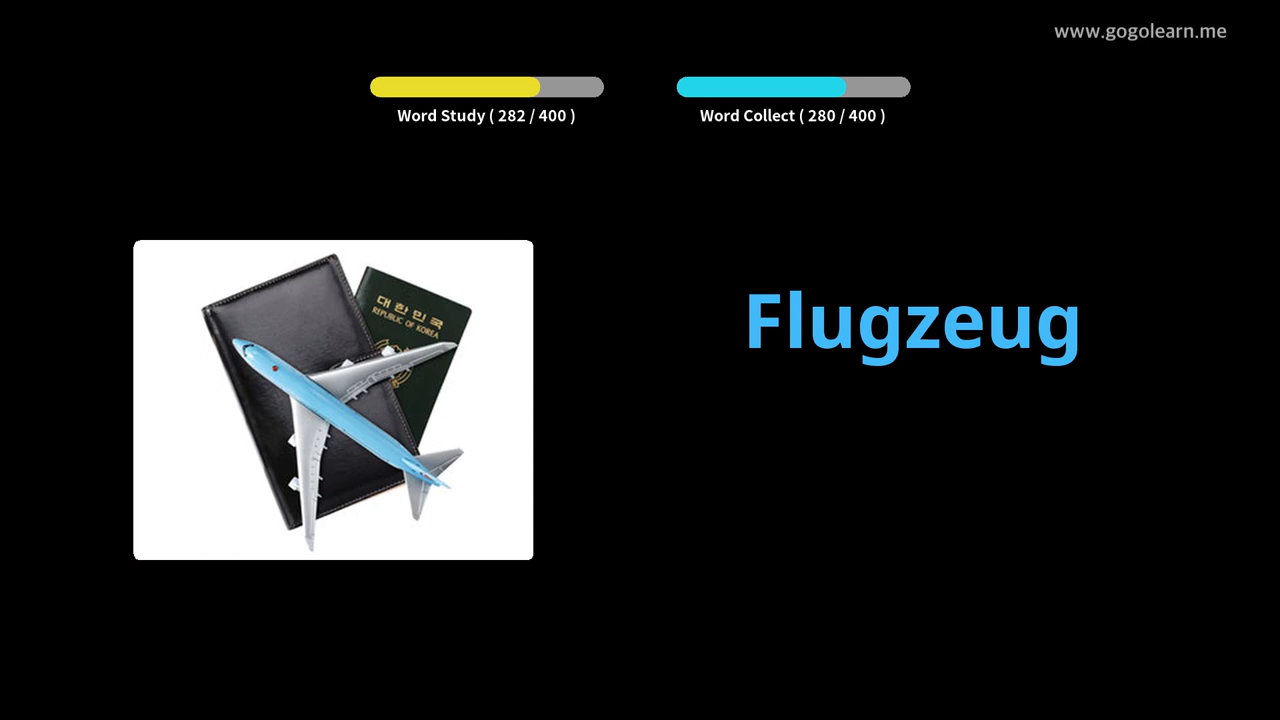 www.gogolearn.me
Word Study ( 282 / 400 )
Word Collect ( 280 / 400 )
대한민국
REPUBLIC OF KOREA
Flugzeug